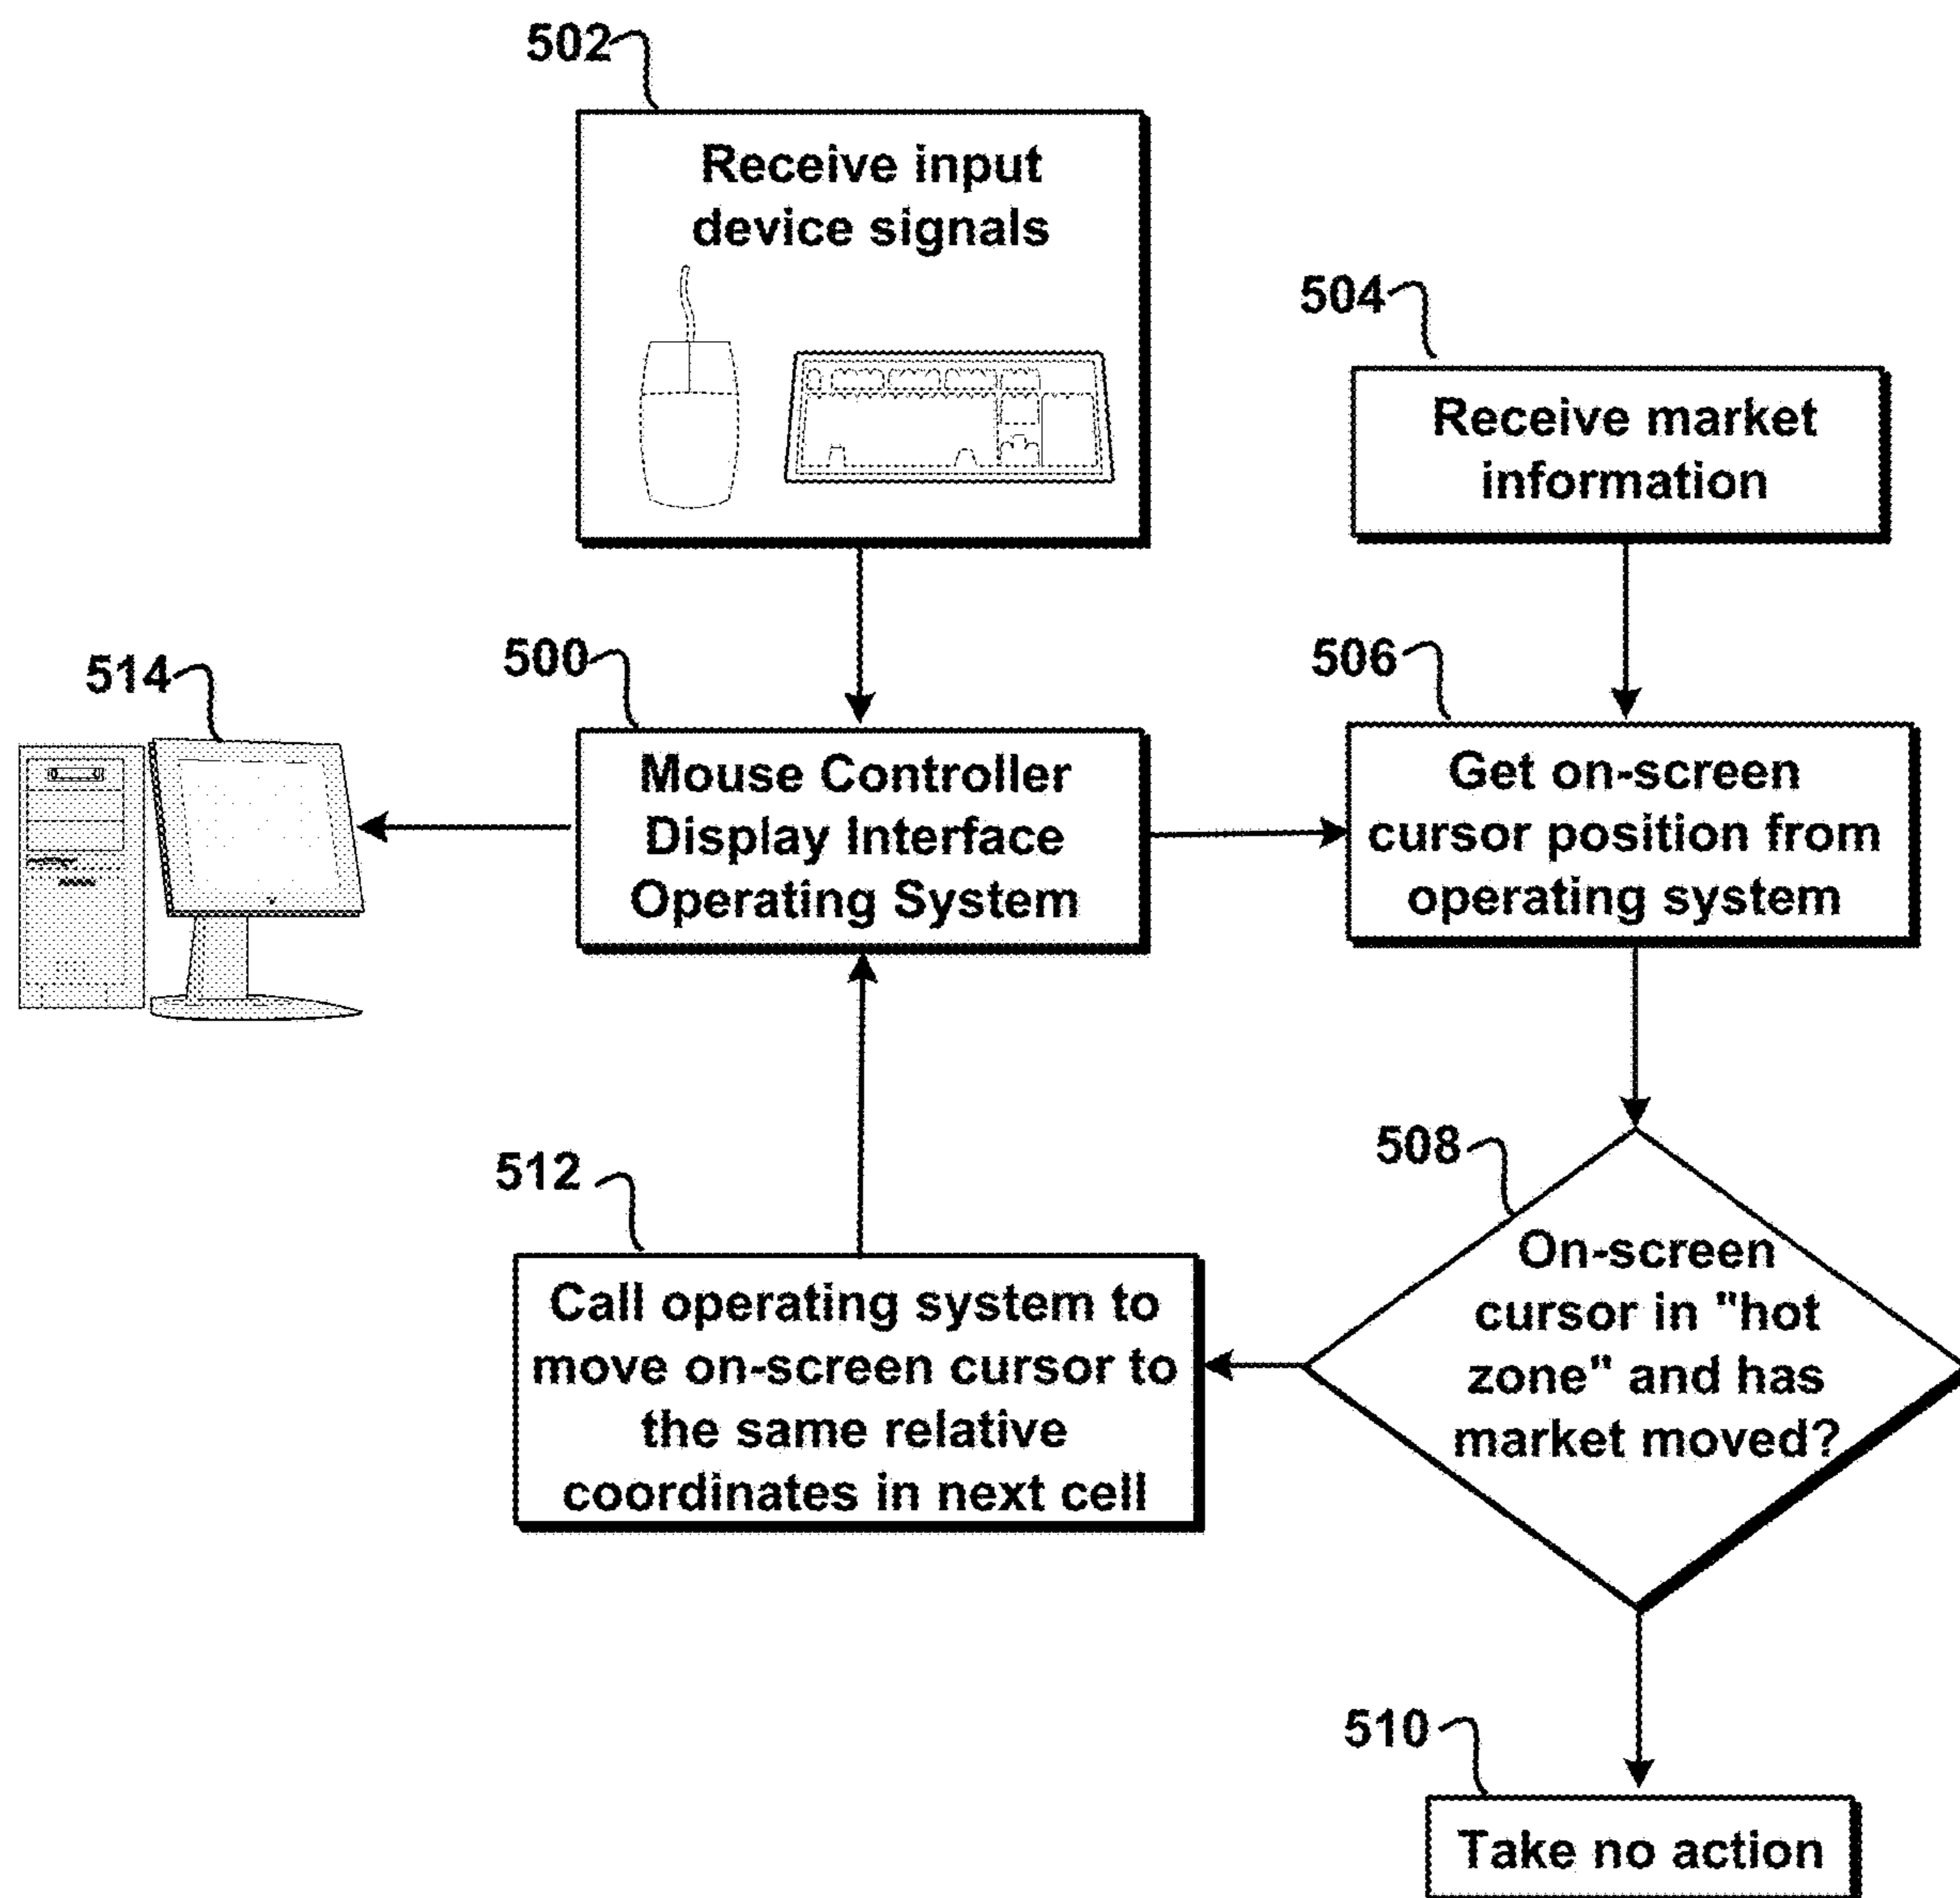 502
Receive input
device signals
504
Receive market
information
514
500
Mouse Controller
Display Interface
Operating System
506
Get on-screen
cursor position from
operating system
512
Call operating system to
move on-screen cursor to
the same relative
coordinates in next cell
508
On-screen
cursor in "hot
zone" and has
market moved?
510
Take no action